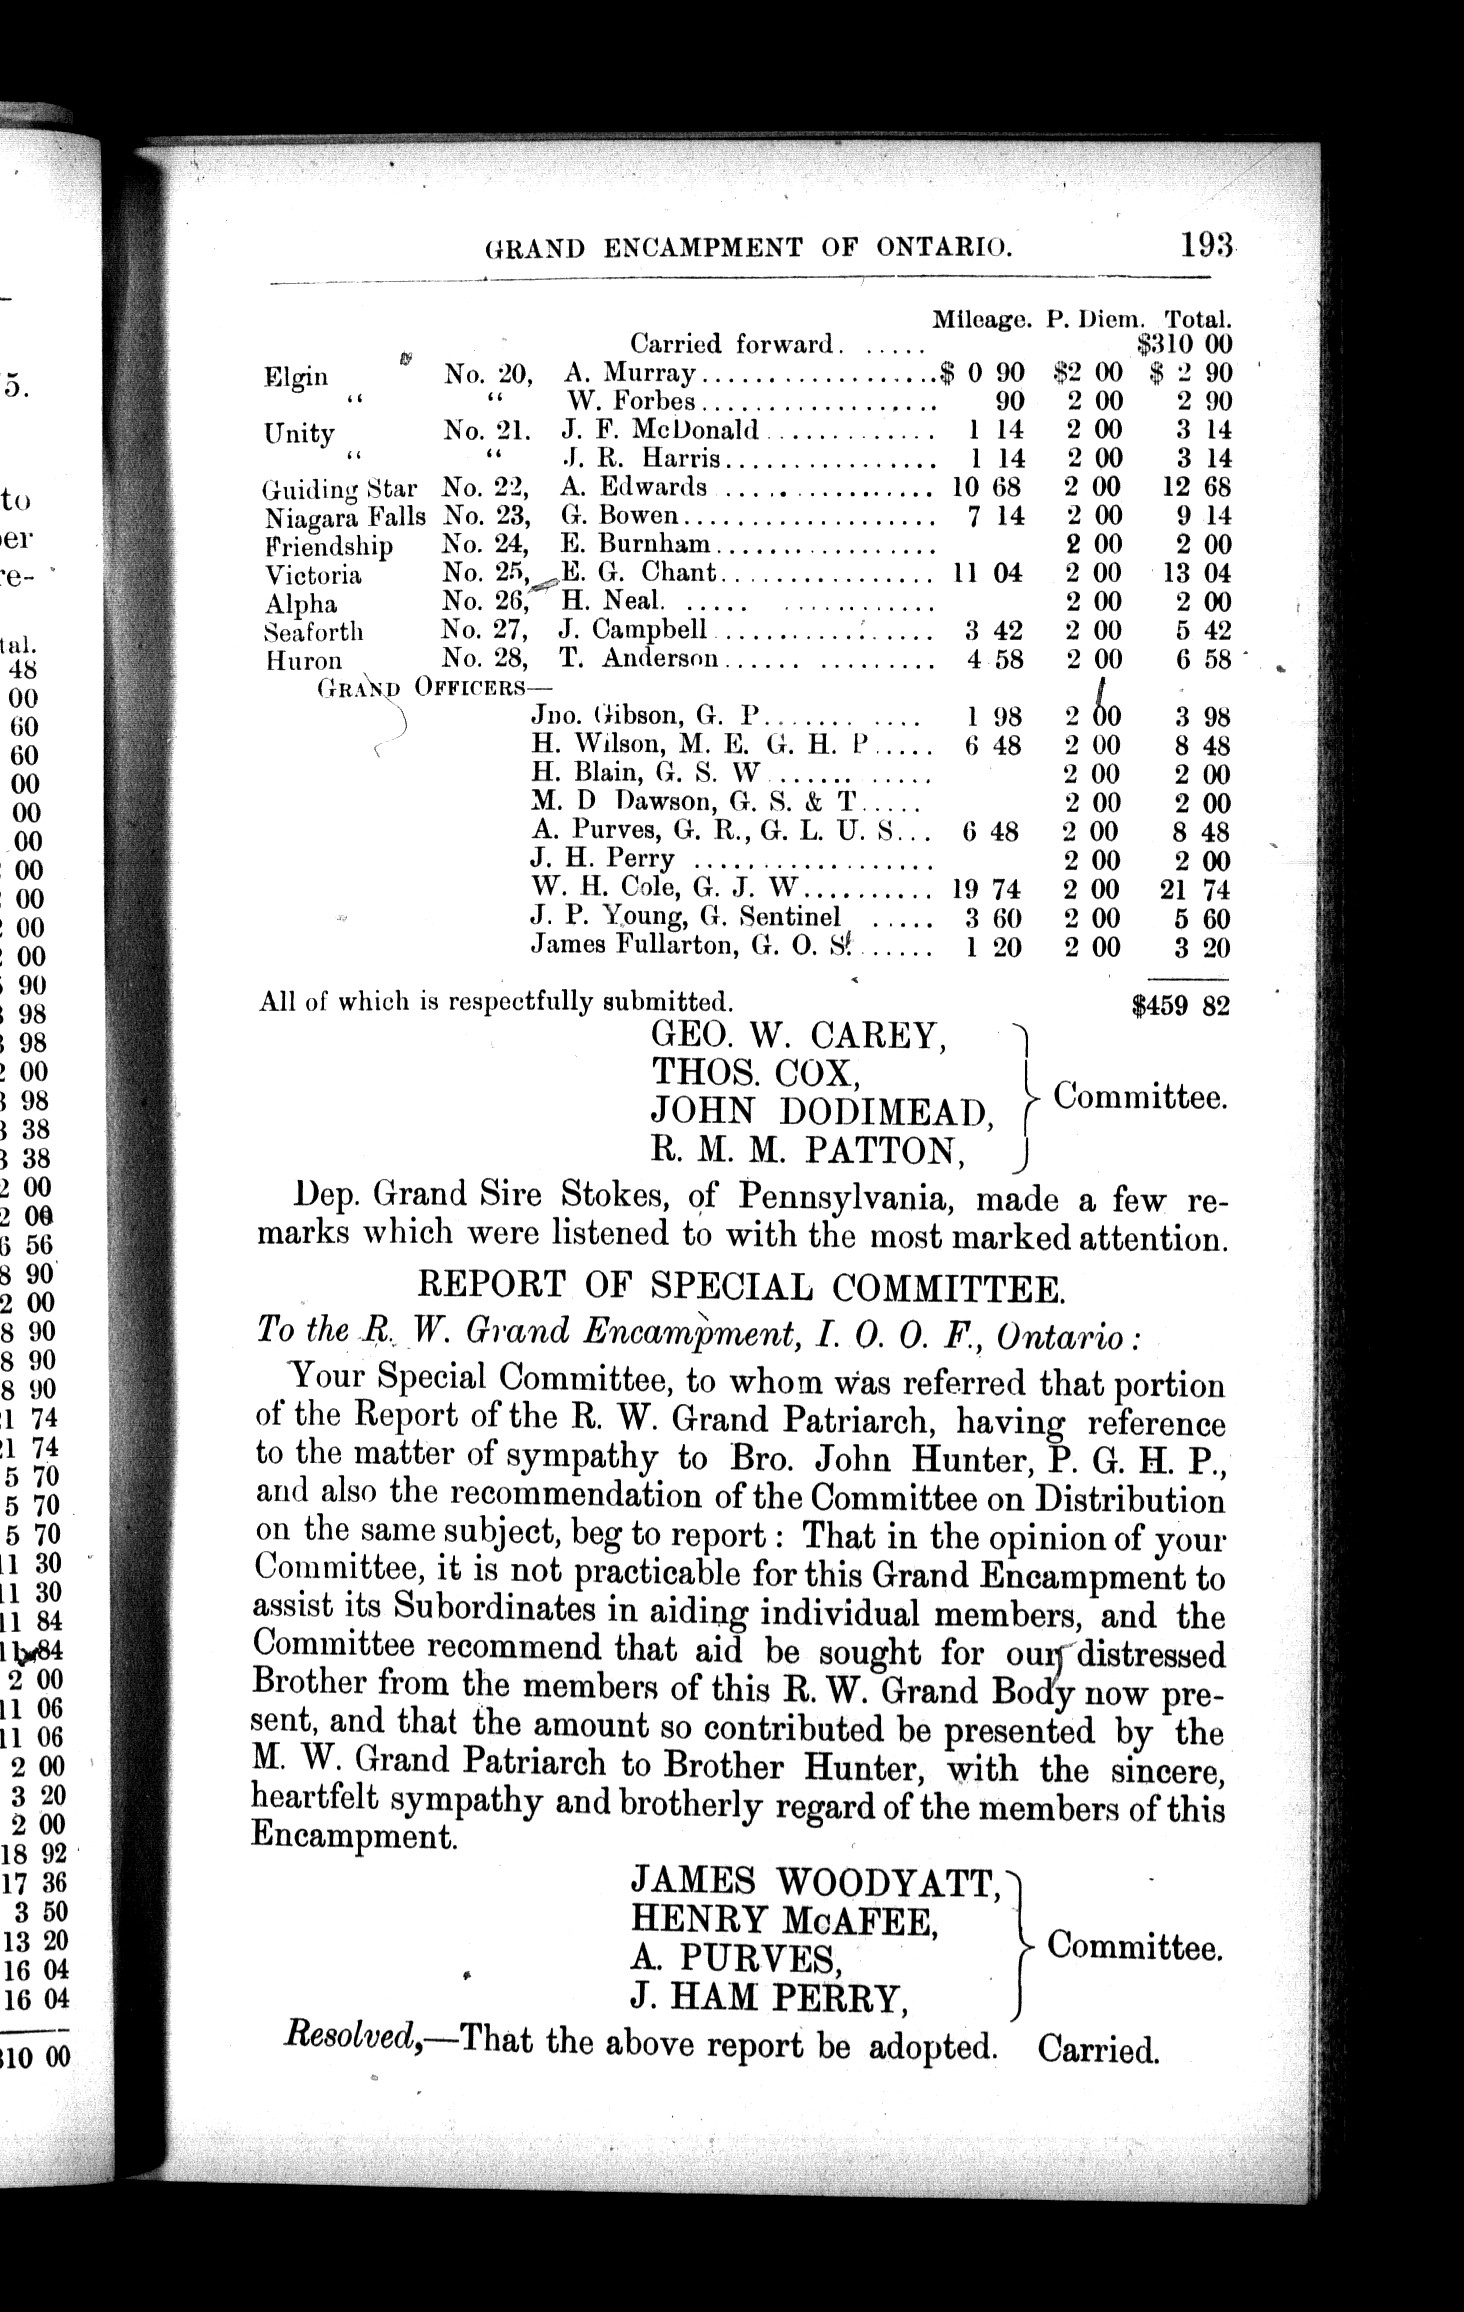 GRAND ENCAMPMENT OF ONTARIO. 193
Mileage. P. Diem. Total.
Carried forward. ...... $310 00
Elgin No. 20, A. Murray..................$ 0 90 $2 00 $ 2 90
“ “ W. Forbes.................. 90 2 00 2 90
Unity No. 21. J. F. McDonald............. 1 14 2 00 3 14
“ “ J. R. Harris................ 1 14 2 00 3 14
Guiding Star No. 22, A. Edwards ................ 10 68 2 00 12 68
Niagara Falls No. 23, G. Bowen................... 7 14 2 00 9 14
Friendship No. 24, E. Burnham................. 2 00 2 00
Victoria No. 25, E. G. Chant................ 11 04 2 00 13 04
Alpha No. 26, H. Neal. ..... ............ 2 00 2 00
Seaforth No. 27, J. Campbell................. 3 42 2 00 5 42
Huron No. 28, T. Anderson...... ......... 4 58 2 00 6 58
GRAND OFFICERS—
Jno. Gibson, G. P....... .... 1 98 2 00 3 98
H. Wilson, M. E. G. H. P..... 6 48 2 00 8 48
H. Blain, G. S. W ...... ..... 2 00 2 00
M. D Dawson, G. S. & T..... 2 00 2 00
A. Purves, G. R., G. L. U. S... 6 48 2 00 8 48
J. H. Perry .................. 2 00 2 00
W. H. Cole, G. J. W.......... 19 74 2 00 21 74
J. P. Young, G. Sentinel ..... 3 60 2 00 5 60
James Fullarton, G. O. S. ...... 1 20 2 00 3 20
All of which is respectfully submitted. $459 82
GEO. W. CAREY,
THOS. COX,
JOHN DODIMEAD, Committee.
R. M. M. PATTON,
Dep. Grand Sire Stokes, of Pennsylvania, made a few re-
marks which were listened to with the most marked attention.
REPORT OF SPECIAL COMMITTEE.
To the R. W. Grand Encampment, I. O. O. F., Ontario :
Your Special Committee, to whom was referred that portion
of the Report of the R. W. Grand Patriarch, having reference
to the matter of sympathy to Bro. John Hunter, P. G. H. P.,
and also the recommendation of the Committee on Distribution
on the same subject, beg to report : That in the opinion of your
Committee, it is not practicable for this Grand Encampment to
assist its Subordinates in aiding individual members, and the
Committee recommend that aid be sought for our distressed
Brother from the members of this R. W. Grand Body now pre-
sent, and that the amount so contributed be presented by the
M. W. Grand Patriarch to Brother Hunter, with the sincere,
heartfelt sympathy and brotherly regard of the members of this
Encampment.
JAMES WOODYATT,
HENRY McAFEE,
A. PURVES, Committee.
J. HAM PERRY,
Resolved,—That the above report be adopted. Carried.